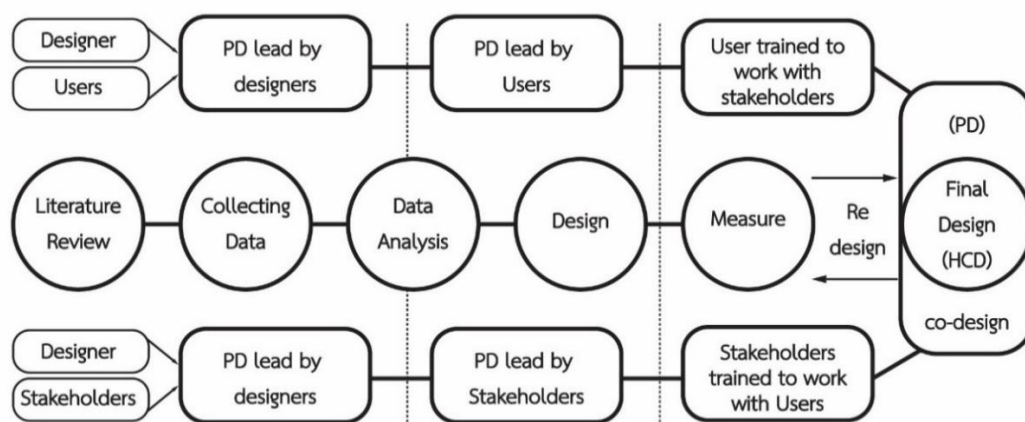 Designer
Users
PD lead by
designers
PD lead by
Users
User trained to
work with
stakeholders
(PD)
Literature
Review
Collecting
Data
Data
Analysis
Design
Measure
Re
design
Final
Design
(HCD)
co-design
Designer
Stakeholders
PD lead by
designers
PD lead by
Stakeholders
Stakeholders
trained to work
with Users